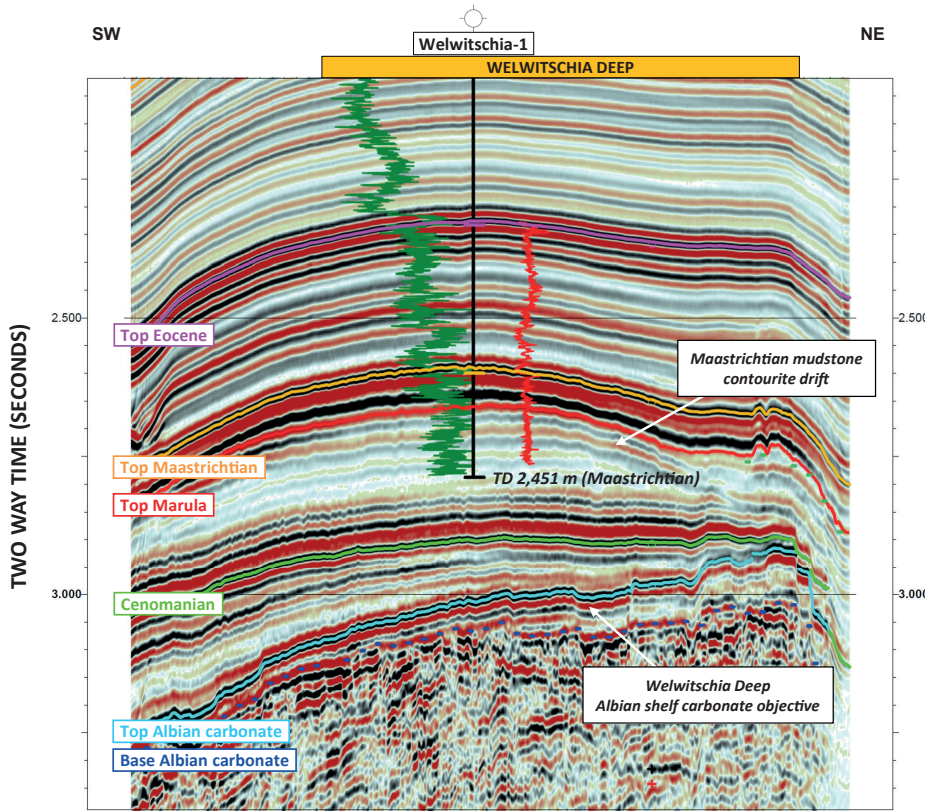 SW
Welwitschia-1
NE
WELWITSCHIA DEEP
TWO WAY TIME (SECONDS)
2.500
2.500
Top Eocene
Maastrichtian mudstone
contourite drift
Top Maastrichtian
TD 2,451 m (Maastrichtian)
Top Marula
Cenomanian
3.000
3.000
Welwitschia Deep
Albian shelf carbonate objective
Top Albian carbonate
Base Albian carbonate